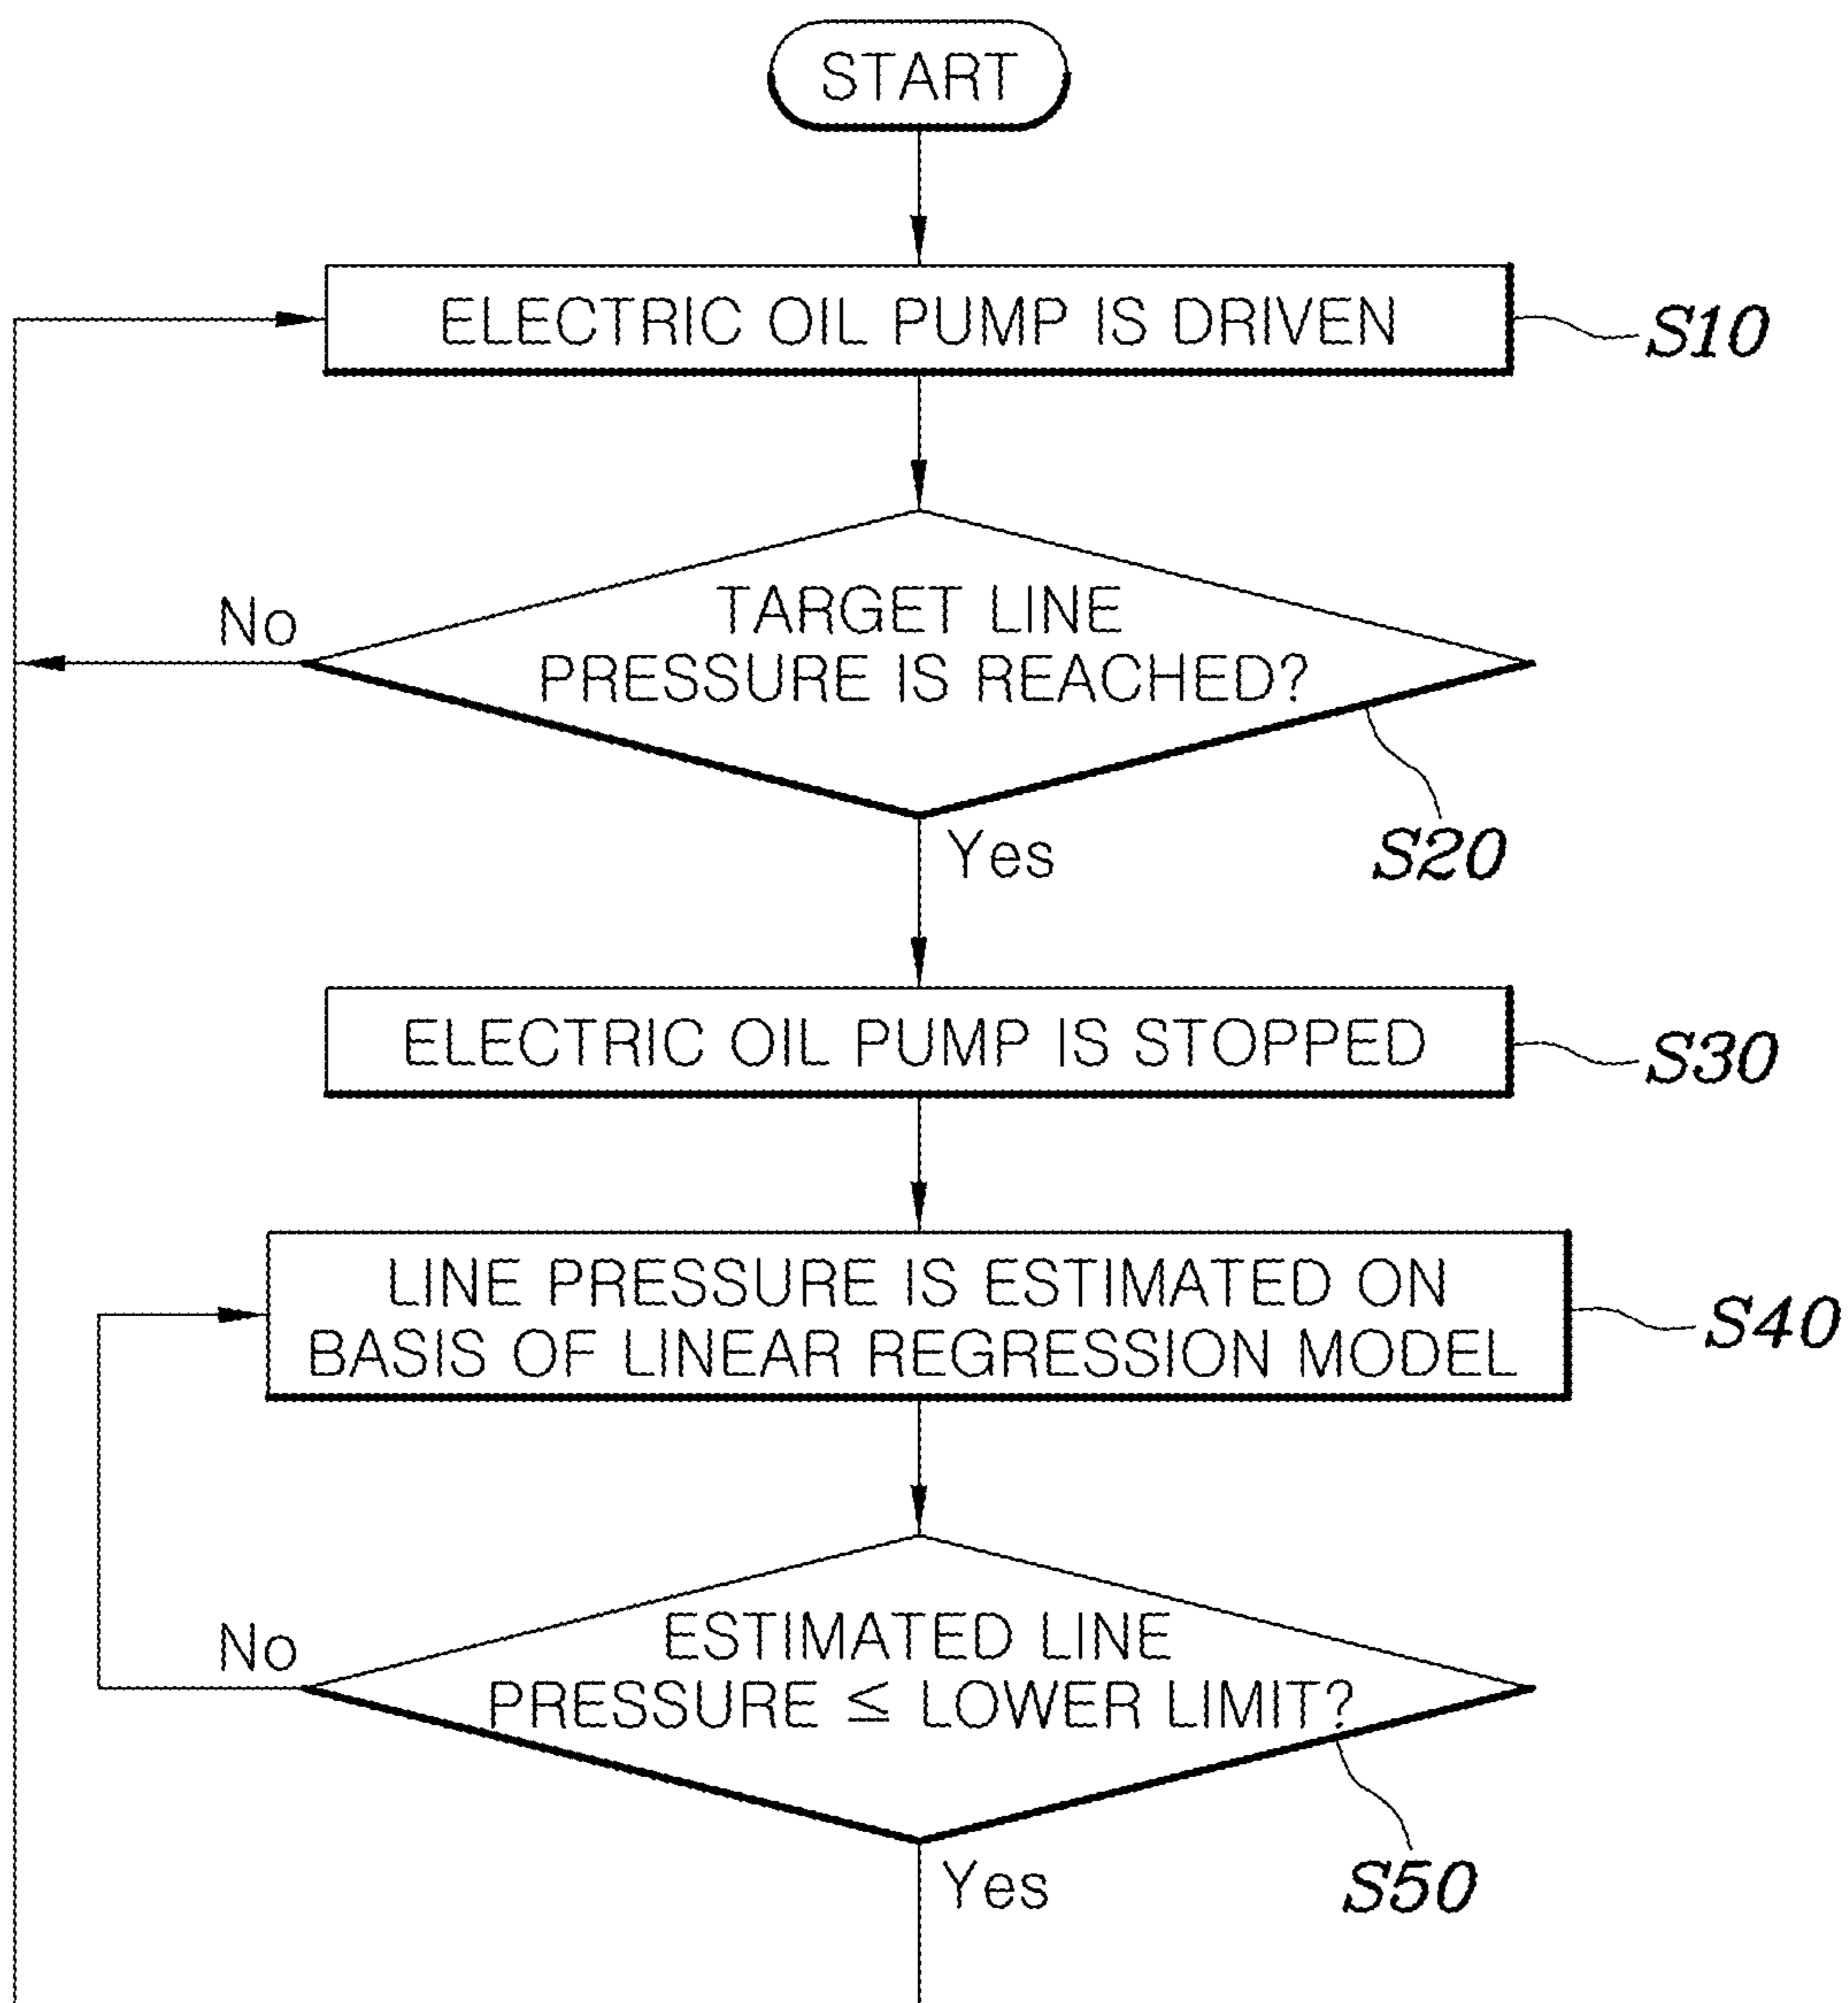 START
ELECTRIC OIL PUMP IS DRIVEN
S10
TARGET LINE
PRESSURE IS REACHED?
No
S20
Yes
ELECTRIC OIL PUMP IS STOPPED
S30
LINE PRESSURE IS ESTIMATED ON
BASIS OF LINEAR REGRESSION MODEL
S40
ESTIMATED LINE
PRESSURE ≤ LOWER LIMIT?
No
S50
Yes